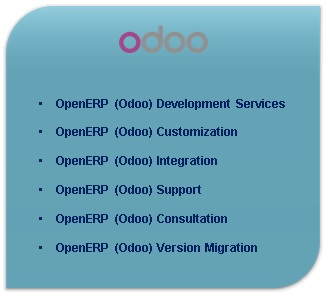 odoo
• OpenERP (Odoo) Development Services
• OpenERP (Odoo) Customization
• OpenERP (Odoo) Integration
• OpenERP (Odoo) Support
• OpenERP (Odoo) Consultation
• OpenERP (Odoo) Version Migration